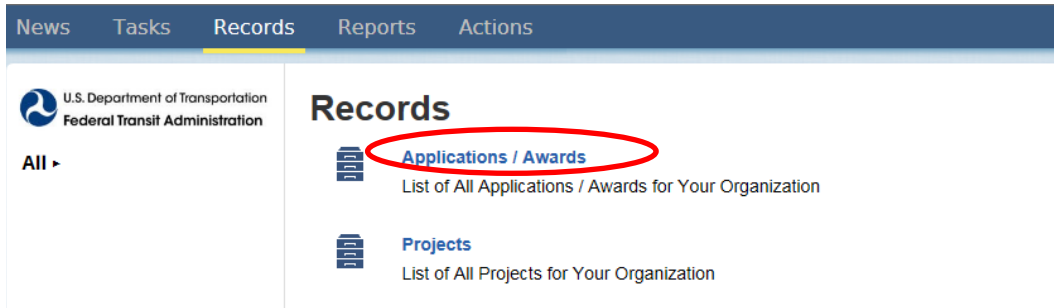 News Tasks Records Reports Actions
U.S. Department of Transportation
Federal Transit Administration
All ▸
Records
Applications / Awards
List of All Applications / Awards for Your Organization
Projects
List of All Projects for Your Organization